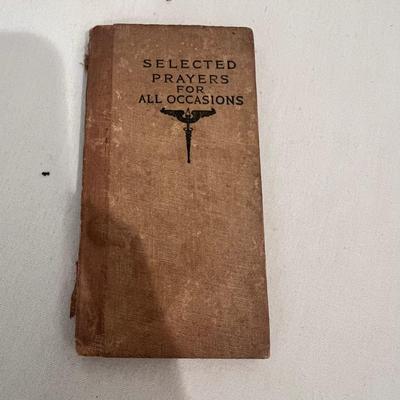 SELECTED
PRAYERS
FOR
ALL OCCASIONS